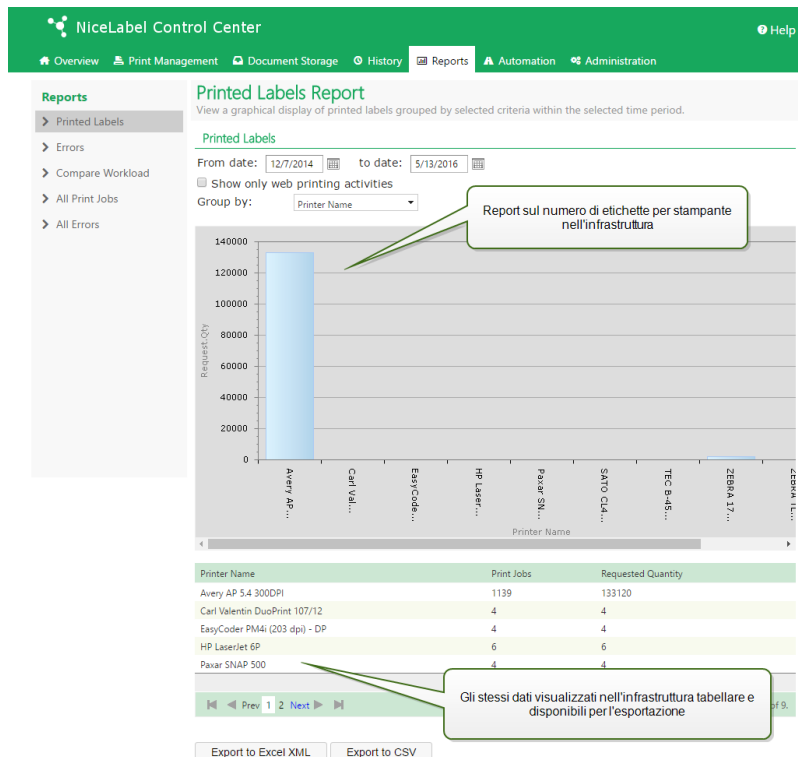 NiceLabel Control Center
Help
Overview Print Management Document Storage History Reports Automation Administration
Reports
Printed Labels
Errors
Compare Workload
All Print Jobs
All Errors
Printed Labels Report
View a graphical display of printed labels grouped by selected criteria within the selected time period.
Printed Labels
From date: 12/7/2014 to date: 5/13/2016
Show only web printing activities
Group by: Printer Name
Report sul numero di etichette per stampante
nell'infrastruttura
140000
120000
100000
80000
60000
40000
20000
0
Request.Qty
Avery AP...
Carl Val...
EasyCode...
HP Laser...
Paxar SN...
SATO CL4...
TEC B-45...
ZEBRA 17...
ZEBRA TL...
Printer Name
Printer Name Print Jobs Requested Quantity
Avery AP 5.4 300DPI 1139 133120
Carl Valentin DuoPrint 107/12 4 4
EasyCoder PM4i (203 dpi) - DP 4 4
HP LaserJet 6P 6 6
Paxar SNAP 500 4 4
Gli stessi dati visualizzati nell'infrastruttura tabellare e
disponibili per l'esportazione
Prev 1 2 Next of 9.
Export to Excel XML Export to CSV